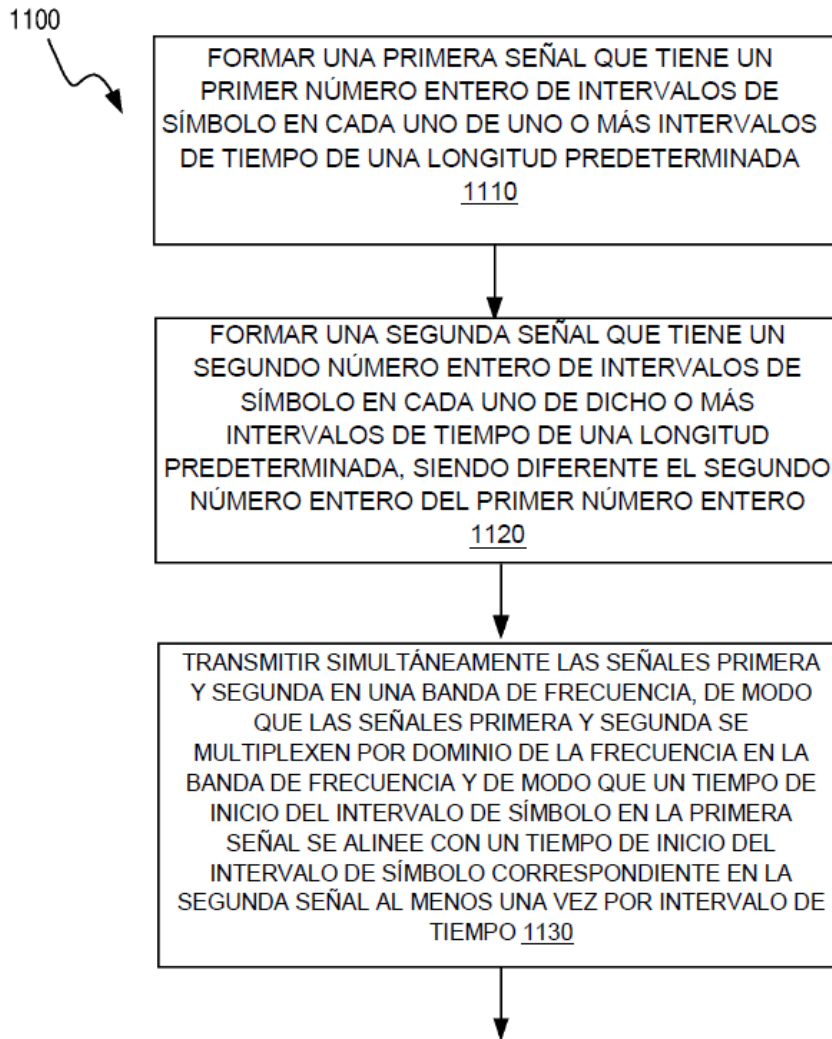 1100
FORMAR UNA PRIMERA SEÑAL QUE TIENE UN
PRIMER NÚMERO ENTERO DE INTERVALOS DE
SÍMBOLO EN CADA UNO DE UNO O MÁS INTERVALOS
DE TIEMPO DE UNA LONGITUD PREDETERMINADA
1110
FORMAR UNA SEGUNDA SEÑAL QUE TIENE UN
SEGUNDO NÚMERO ENTERO DE INTERVALOS DE
SÍMBOLO EN CADA UNO DE DICHO O MÁS
INTERVALOS DE TIEMPO DE UNA LONGITUD
PREDETERMINADA, SIENDO DIFERENTE EL SEGUNDO
NÚMERO ENTERO DEL PRIMER NÚMERO ENTERO
1120
TRANSMITIR SIMULTÁNEAMENTE LAS SEÑALES PRIMERA
Y SEGUNDA EN UNA BANDA DE FRECUENCIA, DE MODO
QUE LAS SEÑALES PRIMERA Y SEGUNDA SE
MULTIPLEXEN POR DOMINIO DE LA FRECUENCIA EN LA
BANDA DE FRECUENCIA Y DE MODO QUE UN TIEMPO DE
INICIO DEL INTERVALO DE SÍMBOLO EN LA PRIMERA
SEÑAL SE ALINEE CON UN TIEMPO DE INICIO DEL
INTERVALO DE SÍMBOLO CORRESPONDIENTE EN LA
SEGUNDA SEÑAL AL MENOS UNA VEZ POR INTERVALO DE
TIEMPO 1130